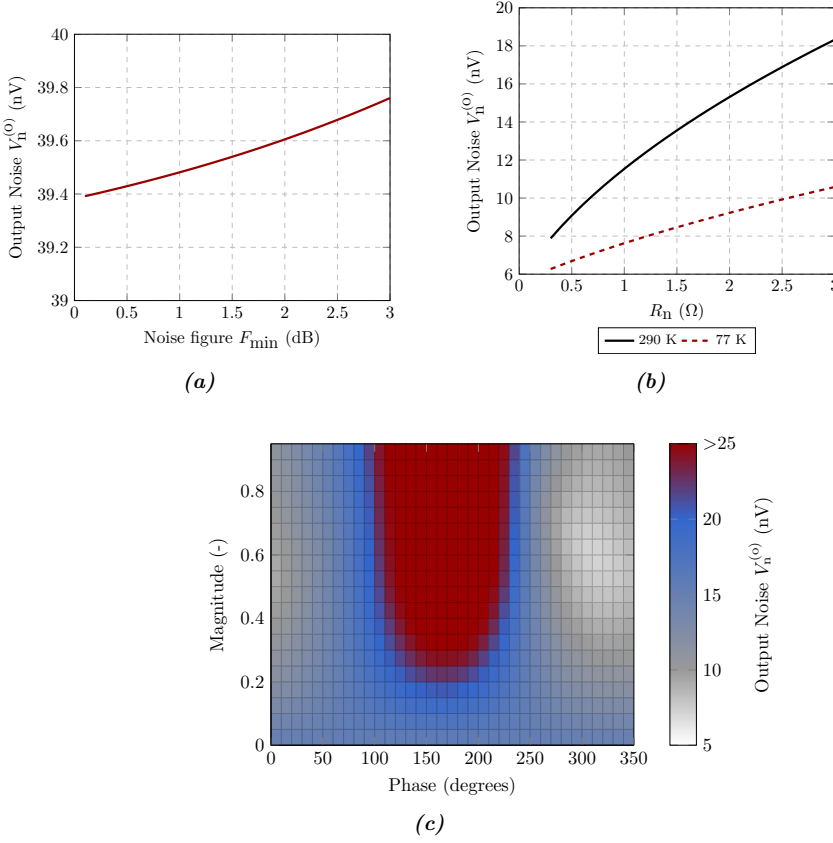 40
39.8
39.6
39.4
39.2
39
0 0.5 1 1.5 2 2.5 3
Output Noise V_n^(O) (nV)
Noise figure F_min (dB)
(a)
20
18
16
14
12
10
8
6
0.5 1 1.5 2 2.5 3
Output Noise V_n^(O) (nV)
R_n (Ω)
290 K 77 K
(b)
0.8
0.6
0.4
0.2
0
0 50 100 150 200 250 300 350
Magnitude (-)
Phase (degrees)
>25
20
15
10
5
Output Noise V_n^(O) (nV)
(c)